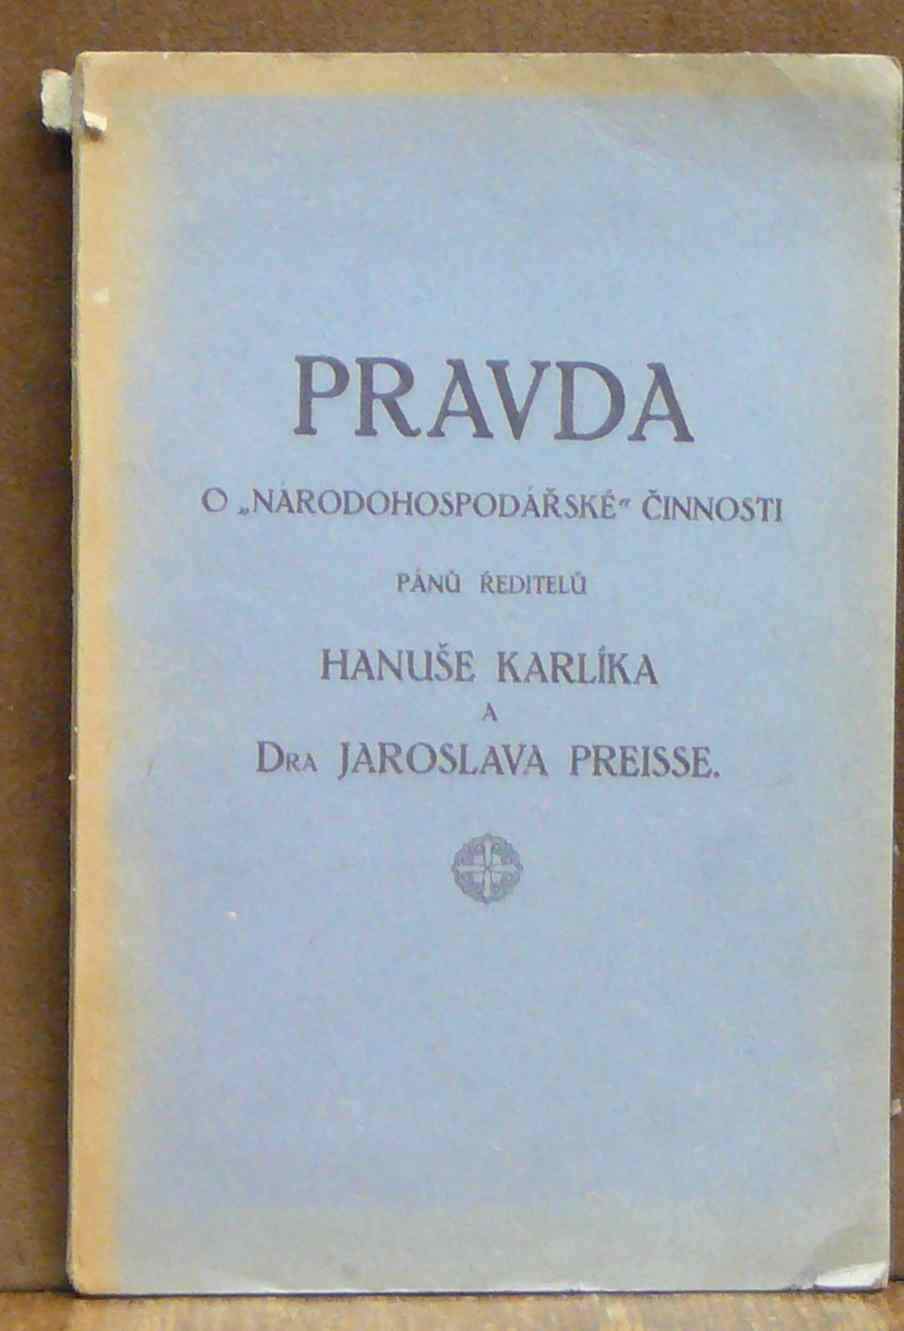 PRAVDA
O „NÁRODOHOSPODÁŘSKÉ" ČINNOSTI
PÁNŮ ŘEDITELŮ
HANUŠE KARLÍKA
A
DRA JAROSLAVA PREISSE.